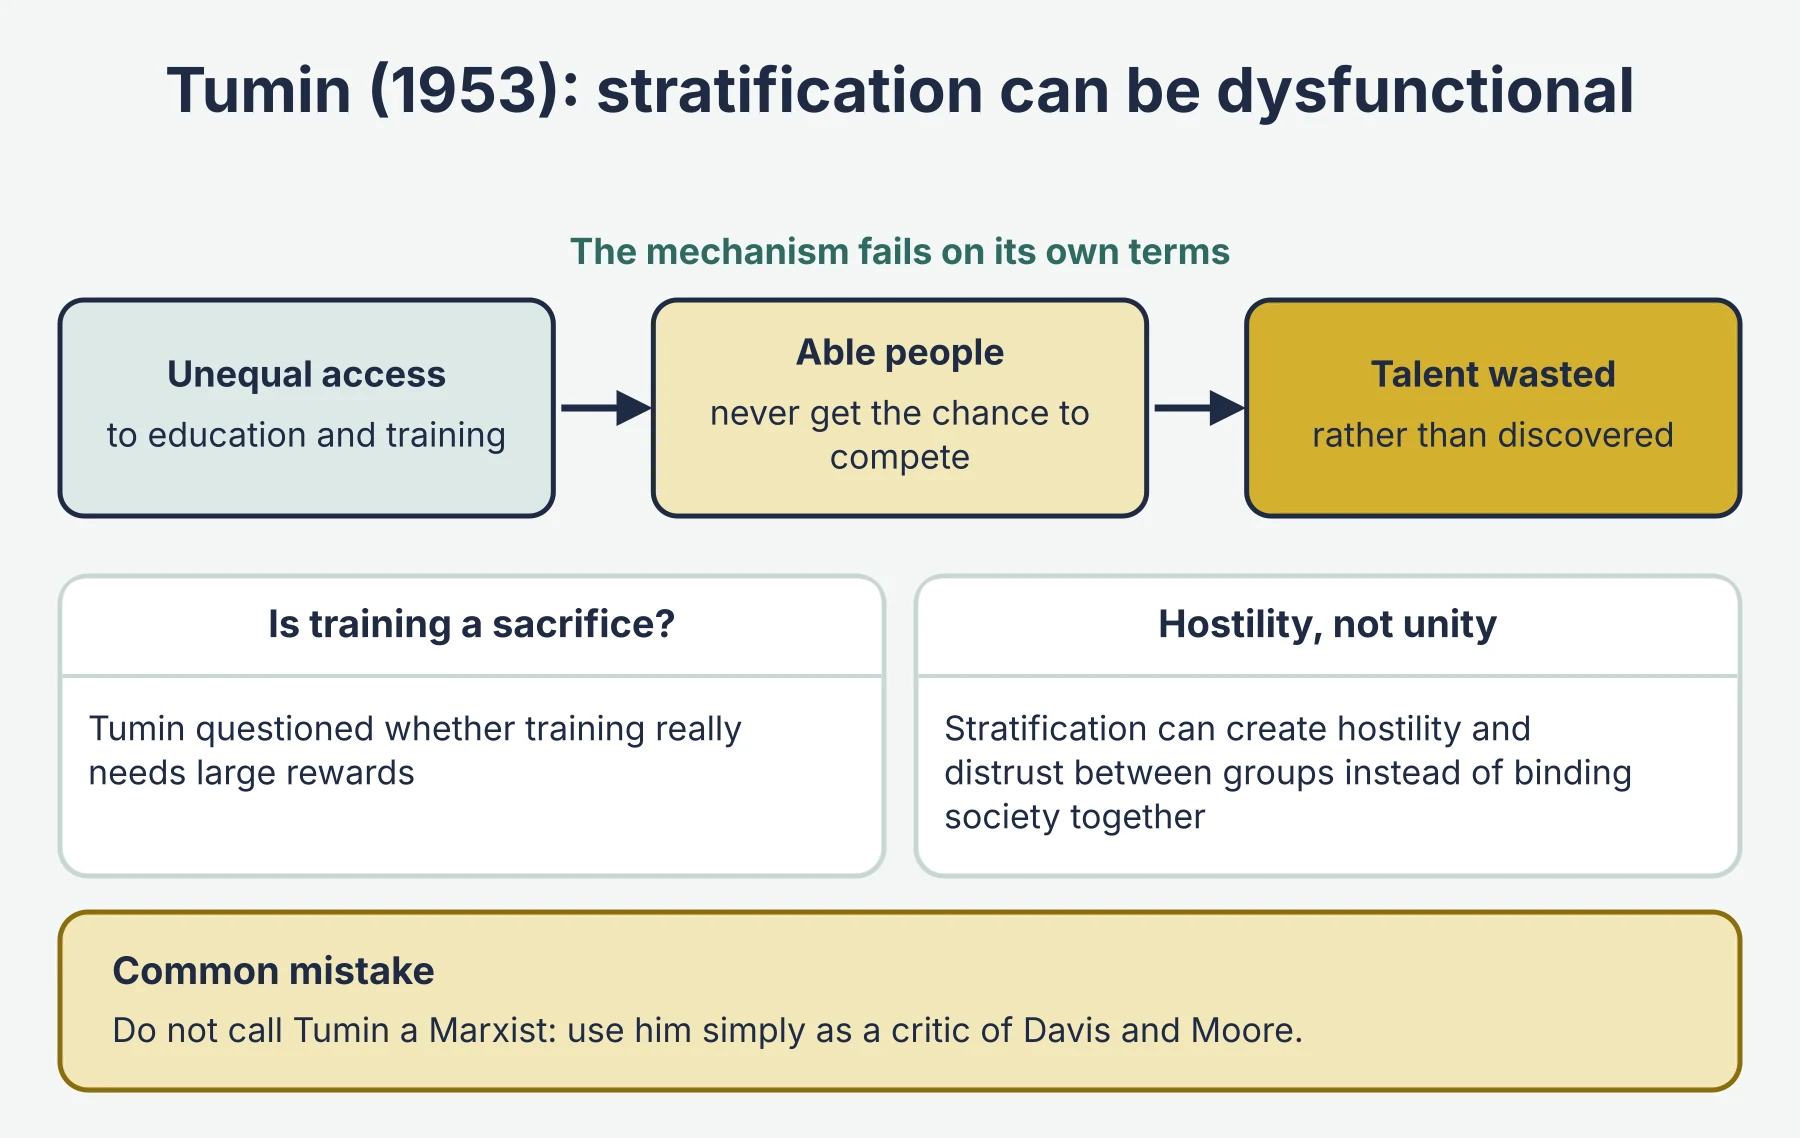 Tumin (1953): stratification can be dysfunctional
The mechanism fails on its own terms
Unequal access
to education and training
Able people
never get the chance to
compete
Talent wasted
rather than discovered
Is training a sacrifice?
Tumin questioned whether training really
needs large rewards
Hostility, not unity
Stratification can create hostility and
distrust between groups instead of binding
society together
Common mistake
Do not call Tumin a Marxist: use him simply as a critic of Davis and Moore.